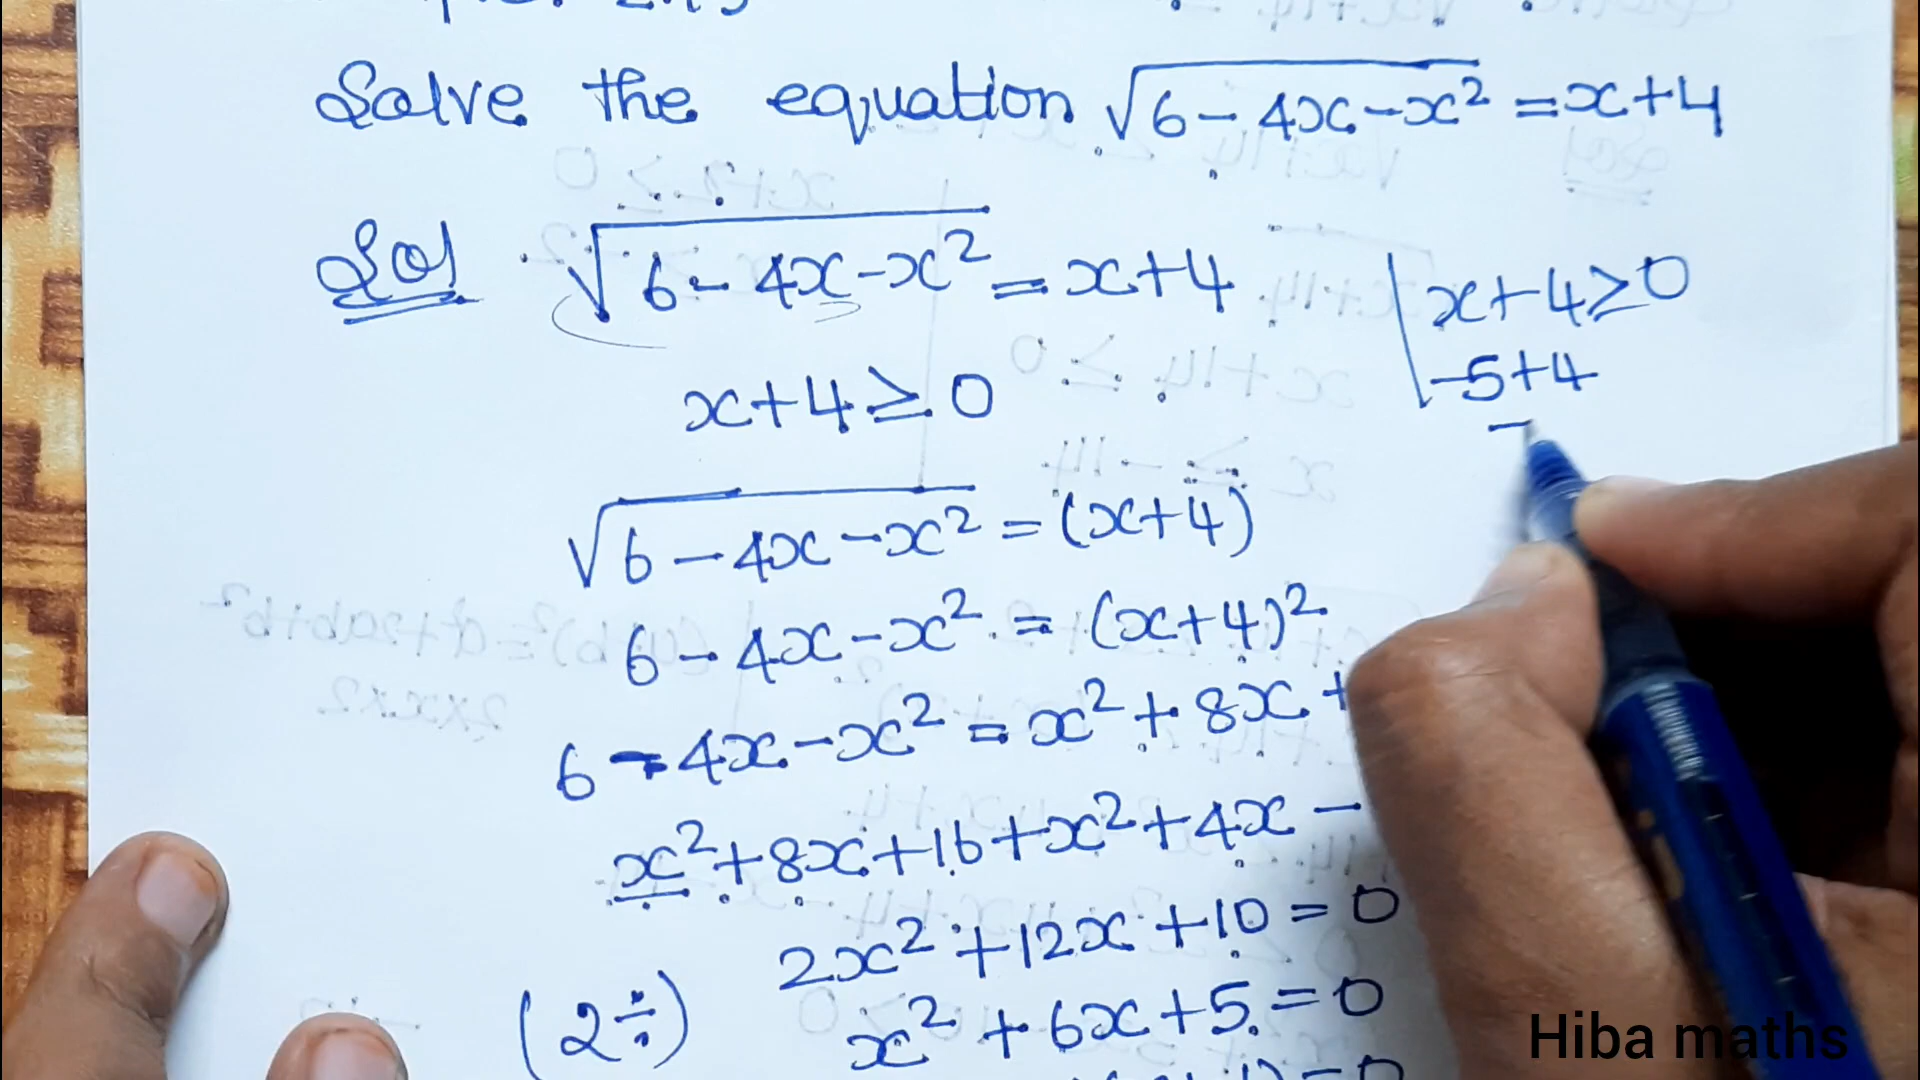 Solve the equation √6-4x-x² = x+4
Sol √6-4x-x² = x+4
x+4≥0
x+4≥0
-5+4
√6-4x-x² = (x+4)
6-4x-x² = (x+4)²
6-4x-x² = x²+8x+
x²+8x+16+x²+4x-
2x²+12x+10=0
(2÷) x²+6x+5=0
Hiba maths